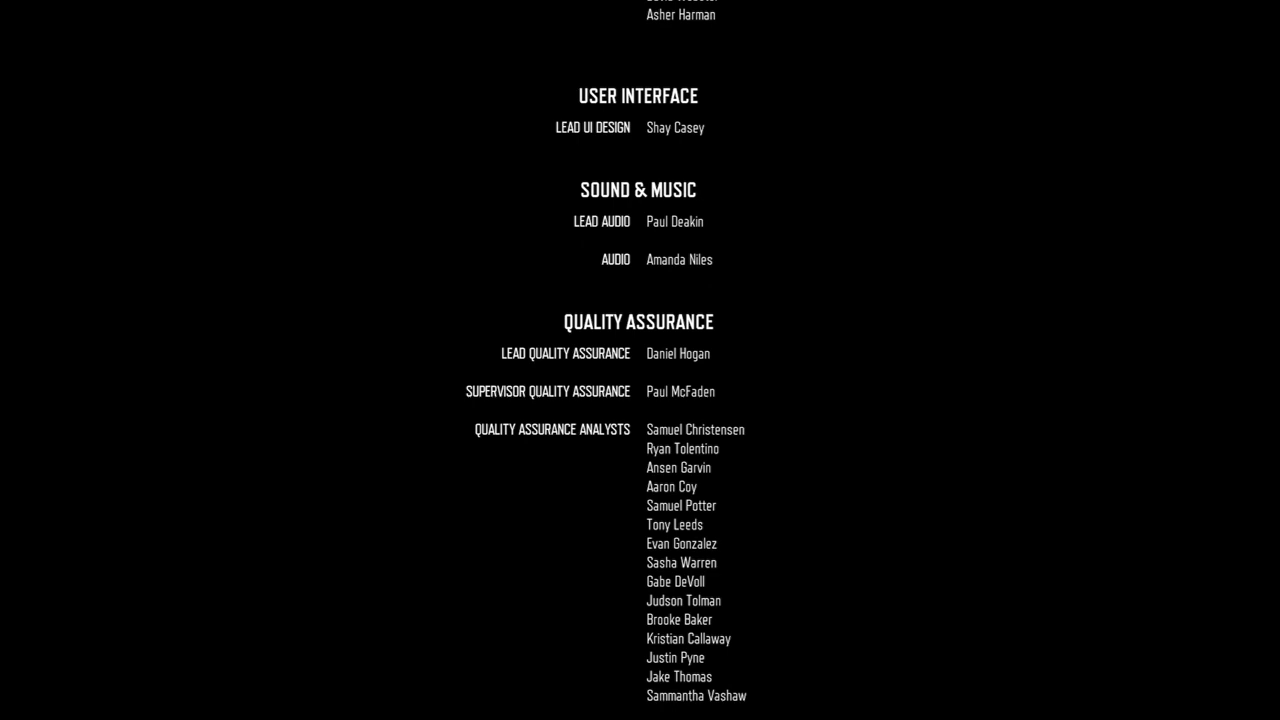 Asher Harman
USER INTERFACE
LEAD UI DESIGN Shay Casey
SOUND & MUSIC
LEAD AUDIO Paul Deakin
AUDIO Amanda Niles
QUALITY ASSURANCE
LEAD QUALITY ASSURANCE Daniel Hogan
SUPERVISOR QUALITY ASSURANCE Paul McFaden
QUALITY ASSURANCE ANALYSTS Samuel Christensen
Ryan Tolentino
Ansen Garvin
Aaron Coy
Samuel Potter
Tony Leeds
Evan Gonzalez
Sasha Warren
Gabe DeVoll
Judson Tolman
Brooke Baker
Kristian Callaway
Justin Pyne
Jake Thomas
Sammantha Vashaw